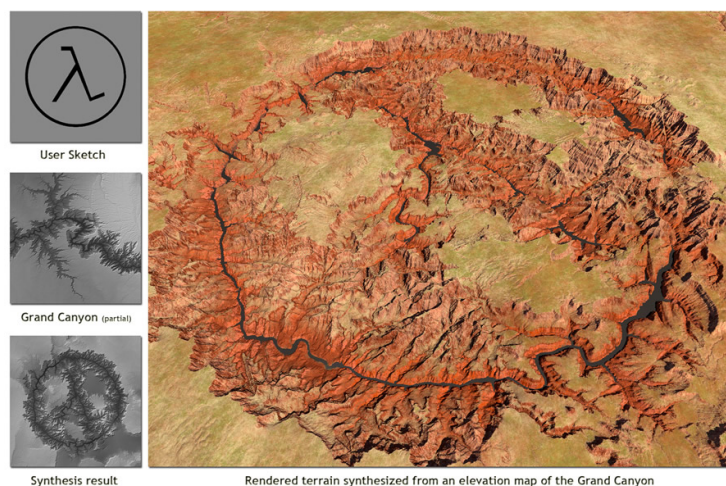 User Sketch
Grand Canyon (partial)
Synthesis result
Rendered terrain synthesized from an elevation map of the Grand Canyon